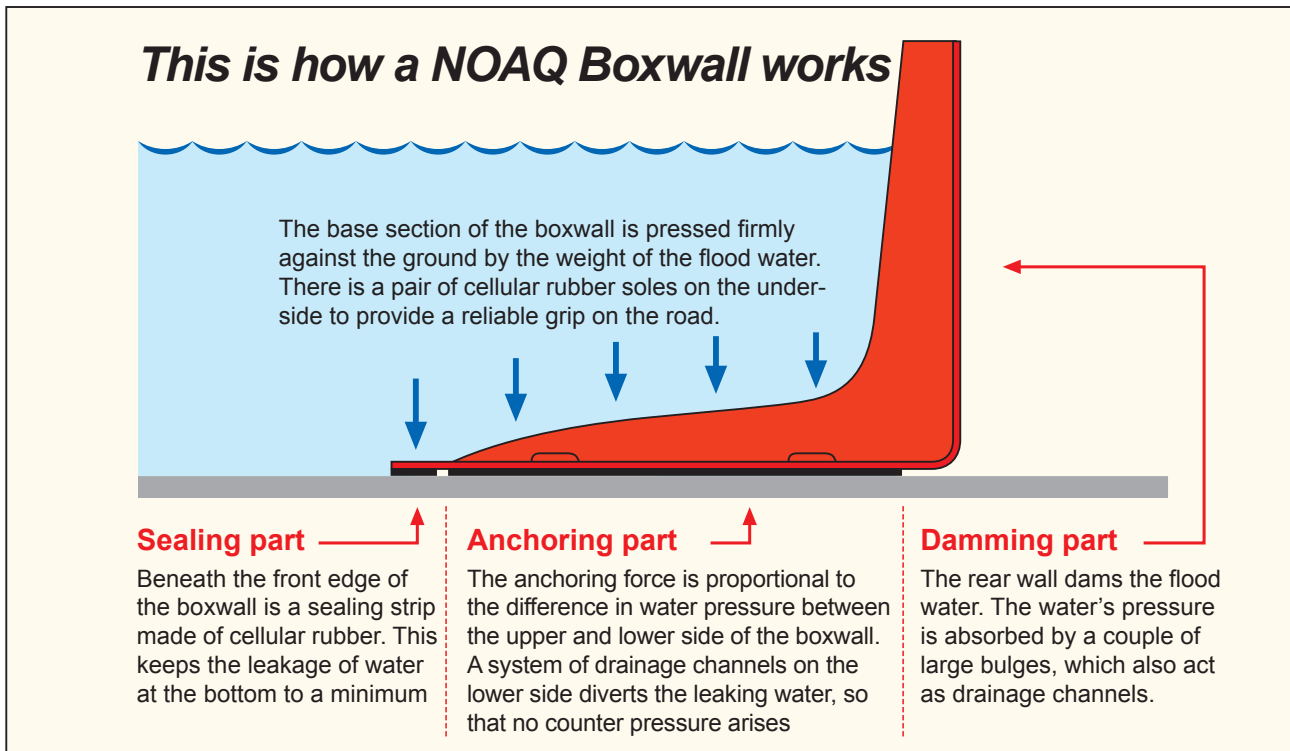 This is how a NOAQ Boxwall works
The base section of the boxwall is pressed firmly
against the ground by the weight of the flood water.
There is a pair of cellular rubber soles on the under-
side to provide a reliable grip on the road.
Sealing part
Beneath the front edge of
the boxwall is a sealing strip
made of cellular rubber. This
keeps the leakage of water
at the bottom to a minimum
Anchoring part
The anchoring force is proportional to
the difference in water pressure between
the upper and lower side of the boxwall.
A system of drainage channels on the
lower side diverts the leaking water, so
that no counter pressure arises
Damming part
The rear wall dams the flood
water. The water’s pressure
is absorbed by a couple of
large bulges, which also act
as drainage channels.